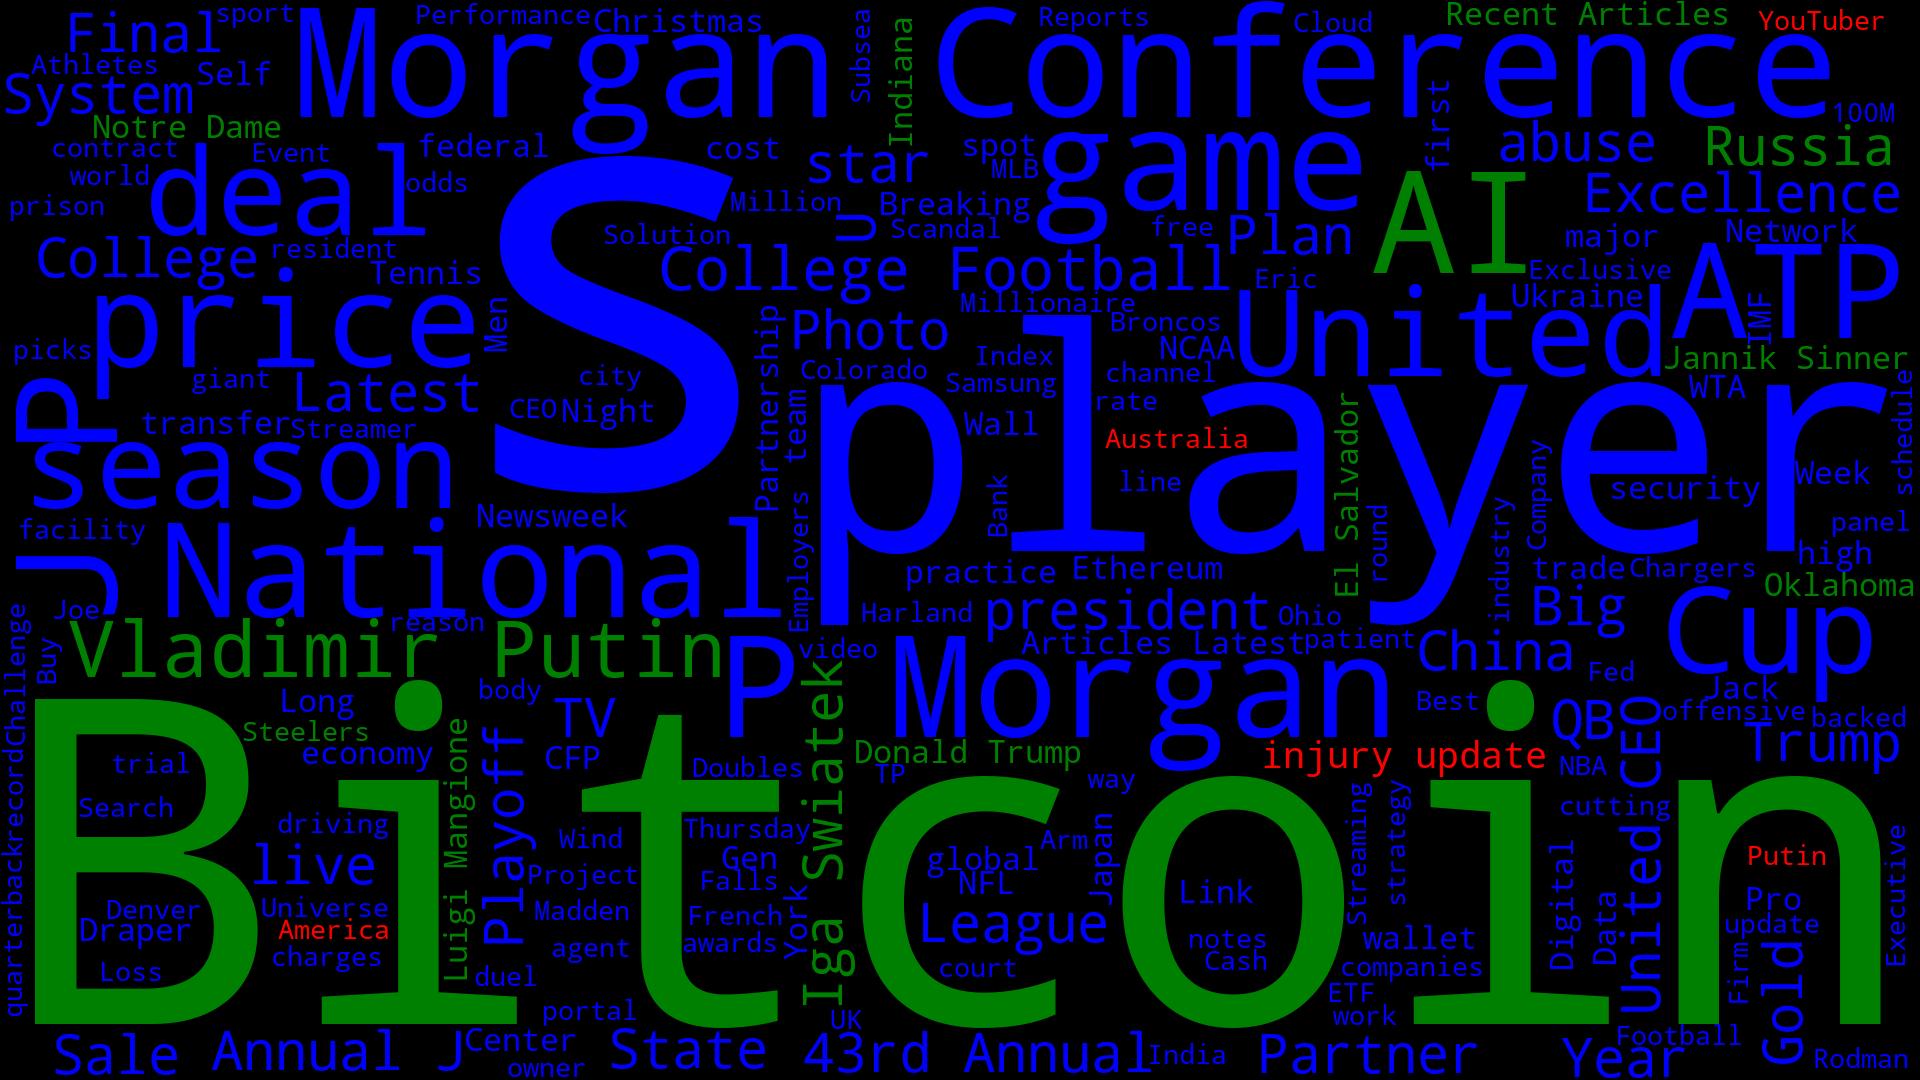 Final
sport
Morgan
Performance
Christmas
Subsea
Indiana
Conference
Reports
Cloud
Recent Articles
YouTuber
Athletes
System
Self
100M
Notre Dame
contract
Event
federal
cost
star
spot
MLB
game
first
abuse
Russia
world
deal
odds
prison
Million
Breaking
U
Scandal
free
Plan
AI
Excellence
major
Network
College
resident
Solution
S
Tennis
College Football
Eric
Exclusive
ATP
Ukraine
IMF
price
Men
Partnership
Photo
Millionaire
Broncos
United
picks
NCAA
Jannik Sinner
giant
Latest
city
Colorado
Index
Samsung
channel
WTA
P
transfer
Streamer
CEO
Night
team
Wall
rate
player
El Salvador
Australia
season
Bank
line
Company
security
Week
schedule
facility
Newsweek
Employers
round
industry
panel
J
National
practice
Ethereum
trade
Chargers
high
Oklahoma
Joe
reason
Harland
president
Ohio
Big
Cup
Challenge
Buy
Vladimir Putin
video
P Morgan
Articles Latest
patient
China
Fed
Jack
Long
body
TV
Best
QB
offensive
backed
Steelers
economy
Luigi Mangione
Playoff
CFP
Doubles
Iga Swiatek
Donald Trump
TP
way
injury update
NBA
United CEO
Trump
Bitcoin
trial
Search
driving
Wind
Thursday
Gen
global
NFL
Arm
Japan
Streaming
strategy
cutting
record
live
Project
Falls
Link
Putin
Denver
Draper
Universe
America
Madden
French
York
League
Digital
Data
Pro
update
Executive
charges
agent
awards
notes
Cash
wallet
companies
Loss
quarterback
duel
court
ETF
Firm
Gold
portal
UK
work
Football
Sale
Annual J
Center
owner
State
43rd Annual
India
Partner
Year
Rodman